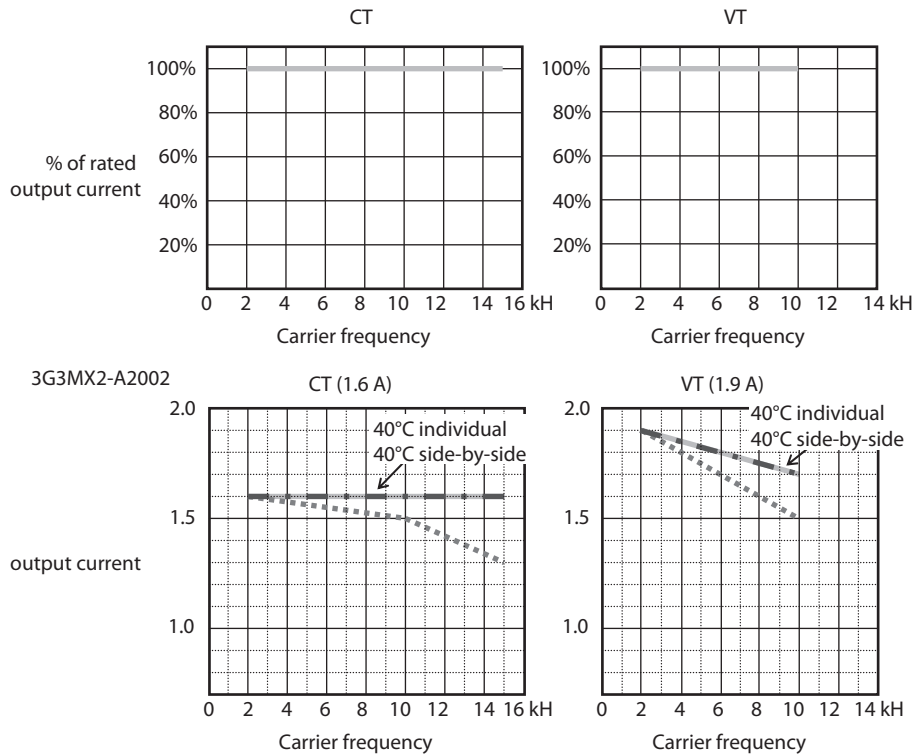 CT
VT
100%
80%
60%
40%
20%
% of rated
output current
0 2 4 6 8 10 12 14 16 kH
Carrier frequency
100%
80%
60%
40%
20%
0 2 4 6 8 10 12 14 kH
Carrier frequency
3G3MX2-A2002
CT (1.6 A)
VT (1.9 A)
2.0
1.5
1.0
output current
40°C individual
40°C side-by-side
0 2 4 6 8 10 12 14 16 kH
Carrier frequency
2.0
1.5
1.0
40°C individual
40°C side-by-side
0 2 4 6 8 10 12 14 kH
Carrier frequency